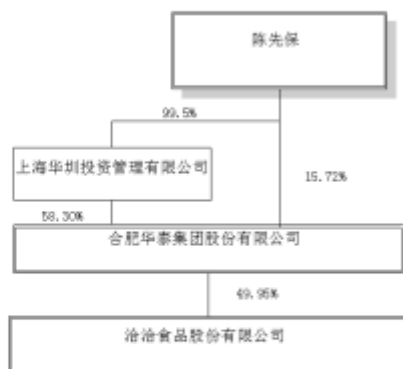 陈先保
99.5%
上海华圳投资管理有限公司
15.72%
58.30%
合肥华泰集团股份有限公司
49.95%
洽洽食品股份有限公司